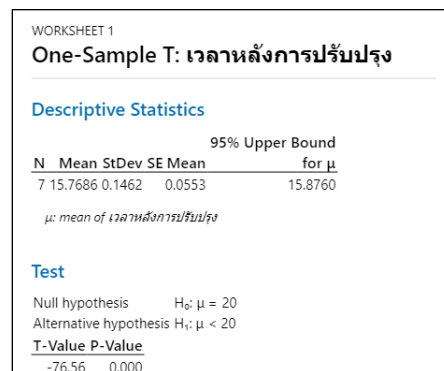 WORKSHEET 1
One-Sample T: เวลาหลังการปรับปรุง
Descriptive Statistics
95% Upper Bound
N Mean StDev SE Mean for μ
7 15.7686 0.1462 0.0553 15.8760
μ: mean of เวลาหลังการปรับปรุง
Test
Null hypothesis H₀: μ = 20
Alternative hypothesis H₁: μ < 20
T-Value P-Value
-76.56 0.000